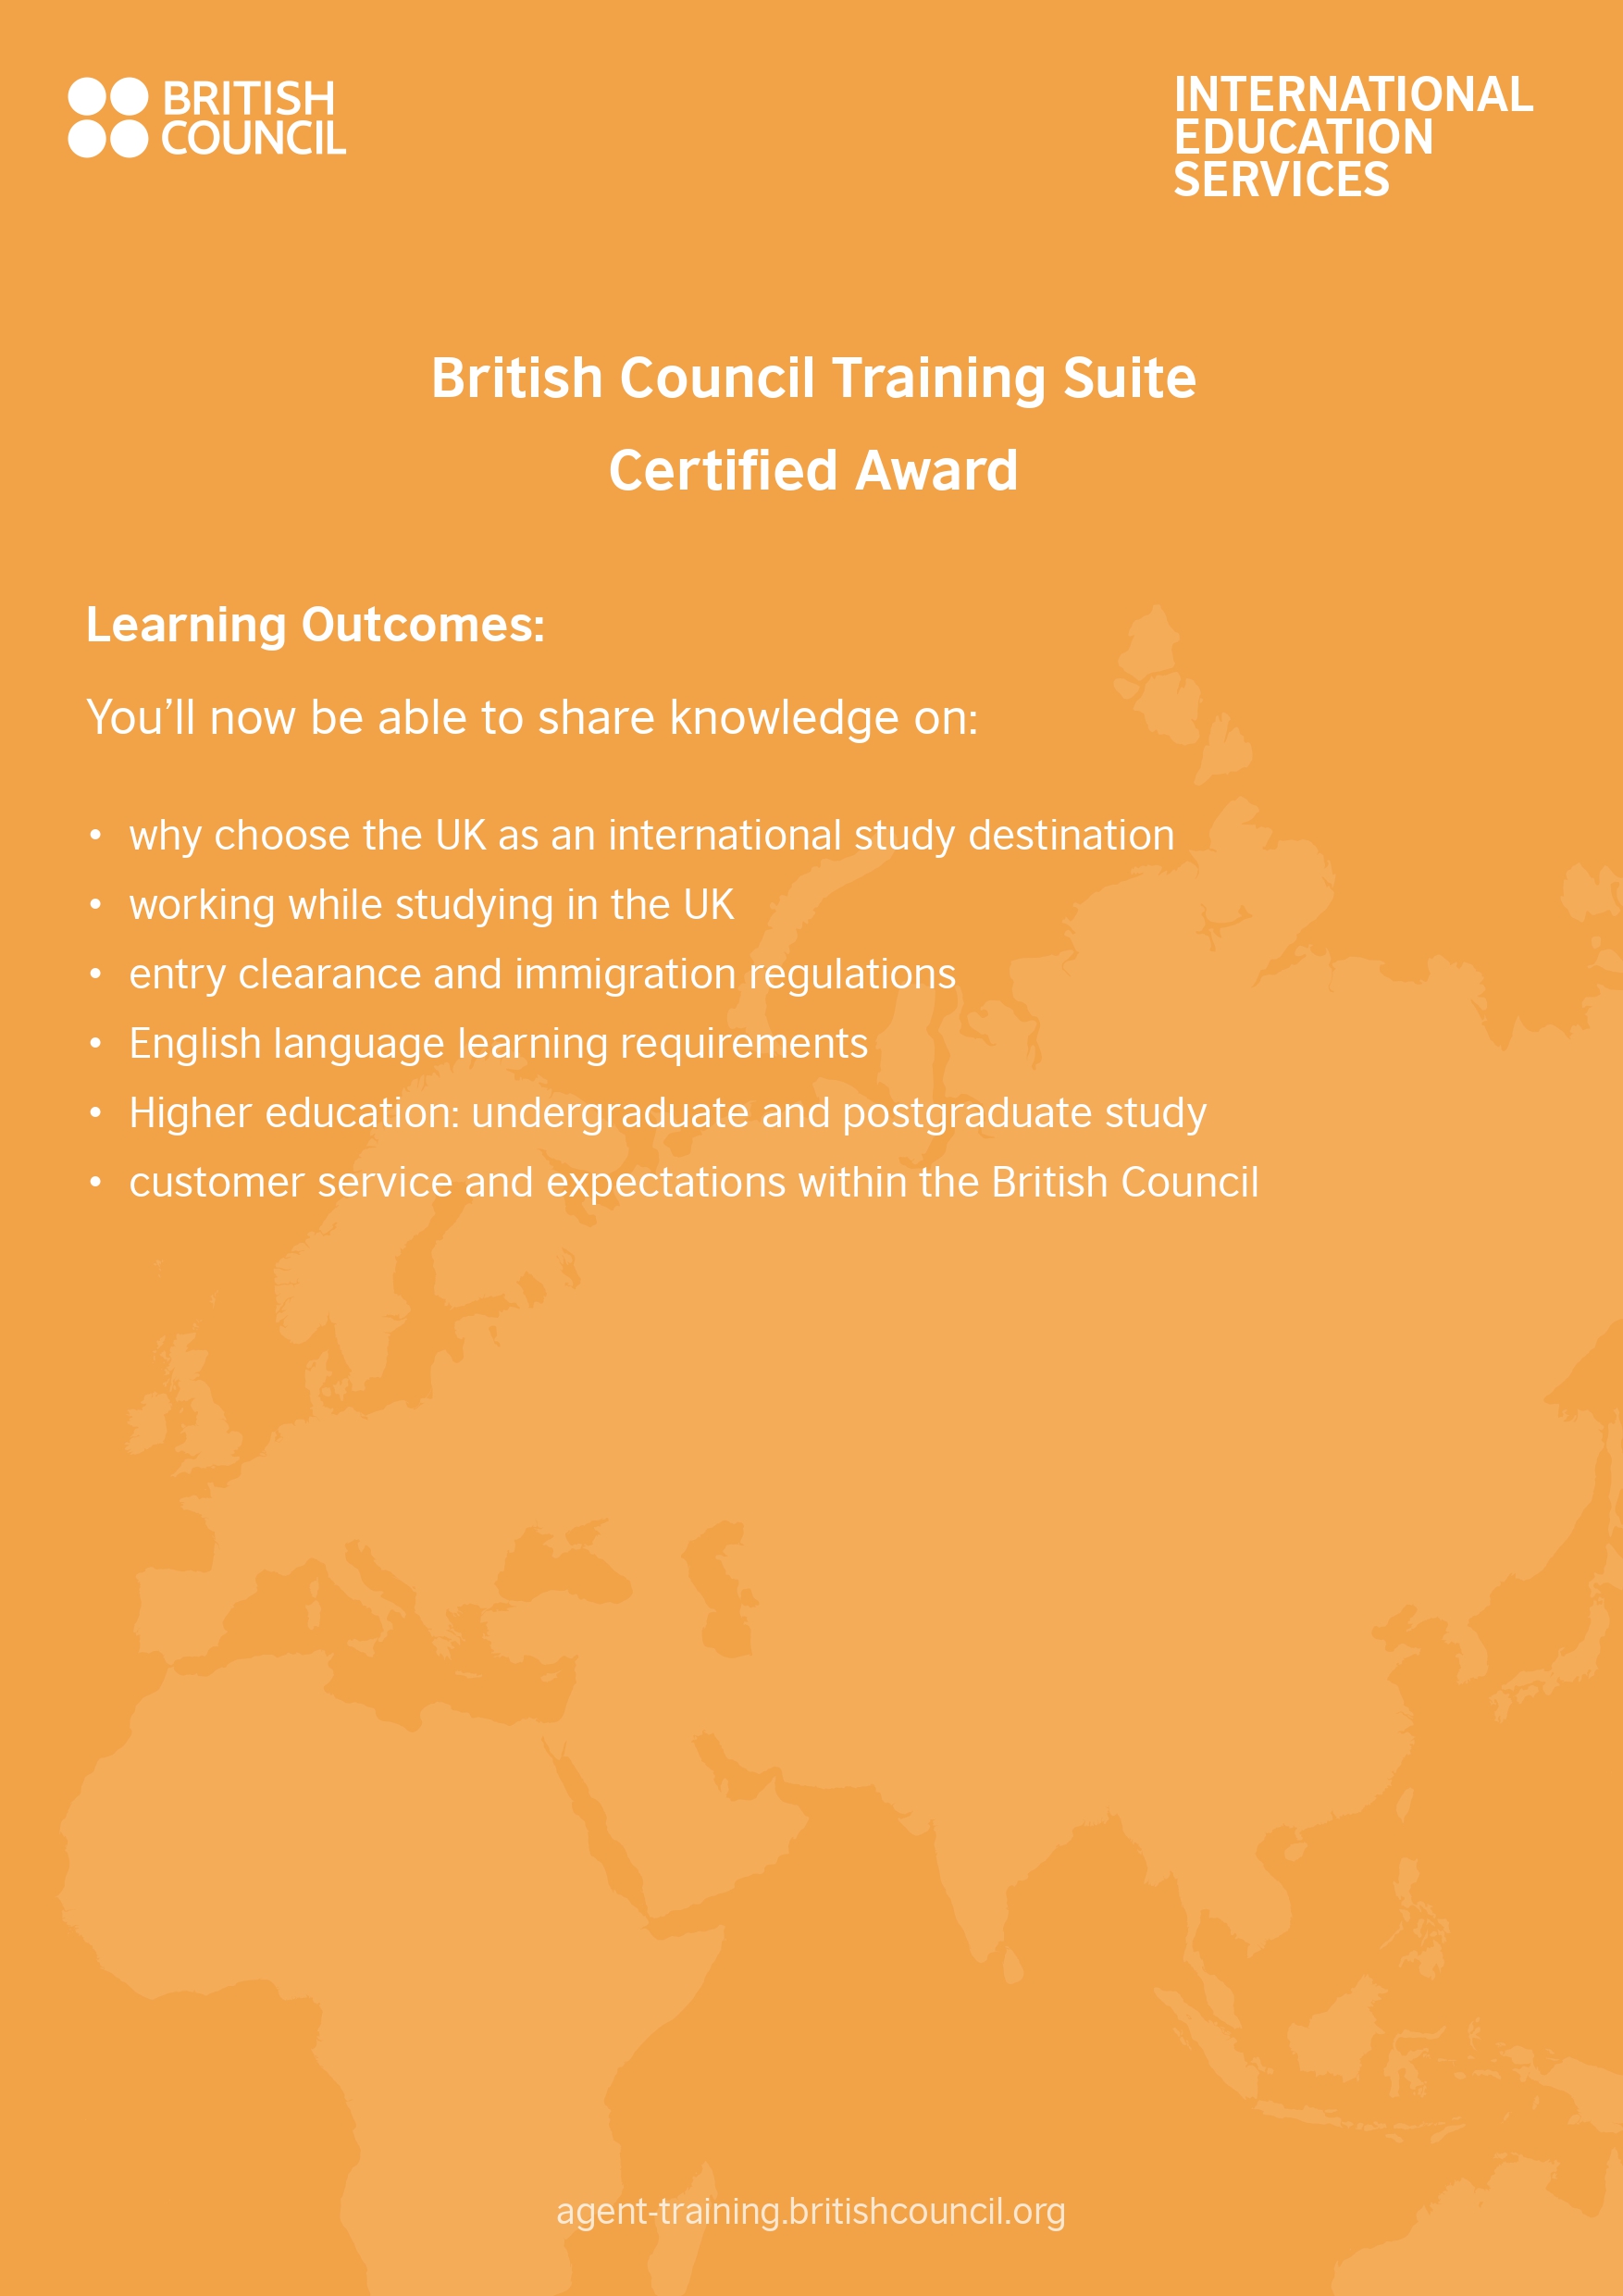 BRITISH
COUNCIL
INTERNATIONAL
EDUCATION
SERVICES
British Council Training Suite
Certified Award
Learning Outcomes:
You’ll now be able to share knowledge on:
• why choose the UK as an international study destination
• working while studying in the UK
• entry clearance and immigration regulations
• English language learning requirements
• Higher education: undergraduate and postgraduate study
• customer service and expectations within the British Council
agent-training.britishcouncil.org